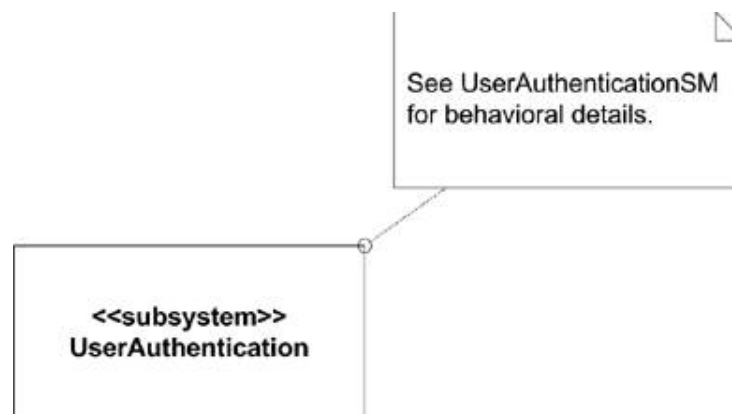 See UserAuthenticationSM
for behavioral details.
<<subsystem>>
UserAuthentication